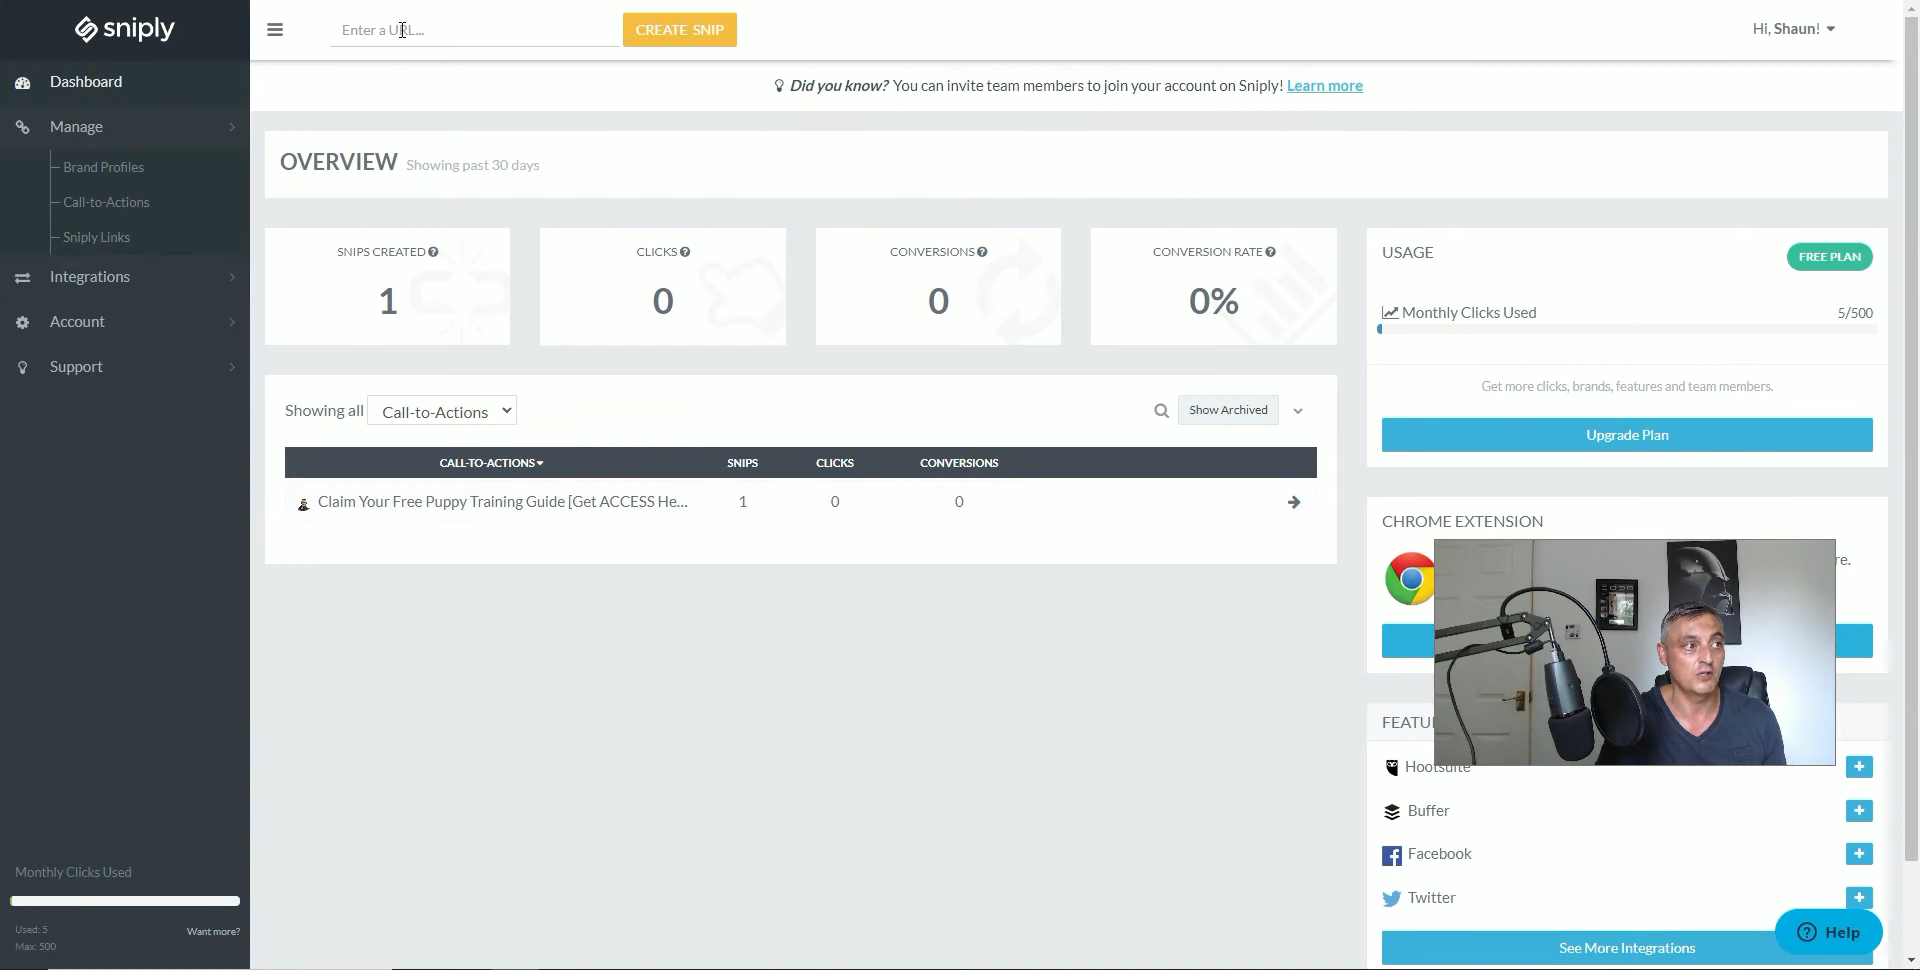 sniply
Enter a URL...
CREATE SNIP
Hi, Shaun!
Dashboard
Manage
Brand Profiles
Call-to-Actions
Sniply Links
Integrations
Account
Support
Monthly Clicks Used
Used: 5
Max: 500
Want more?
Did you know? You can invite team members to join your account on Sniply! Learn more
OVERVIEW Showing past 30 days
SNIPS CREATED
1
CLICKS
0
CONVERSIONS
0
CONVERSION RATE
0%
Showing all Call-to-Actions
Show Archived
CALL-TO-ACTIONS SNIPS CLICKS CONVERSIONS
Claim Your Free Puppy Training Guide [Get ACCESS He... 1 0 0
USAGE
FREE PLAN
Monthly Clicks Used 5/500
Get more clicks, brands, features and team members.
Upgrade Plan
CHROME EXTENSION
re.
FEATU
Hootsuite
Buffer
Facebook
Twitter
See More Integrations
Help